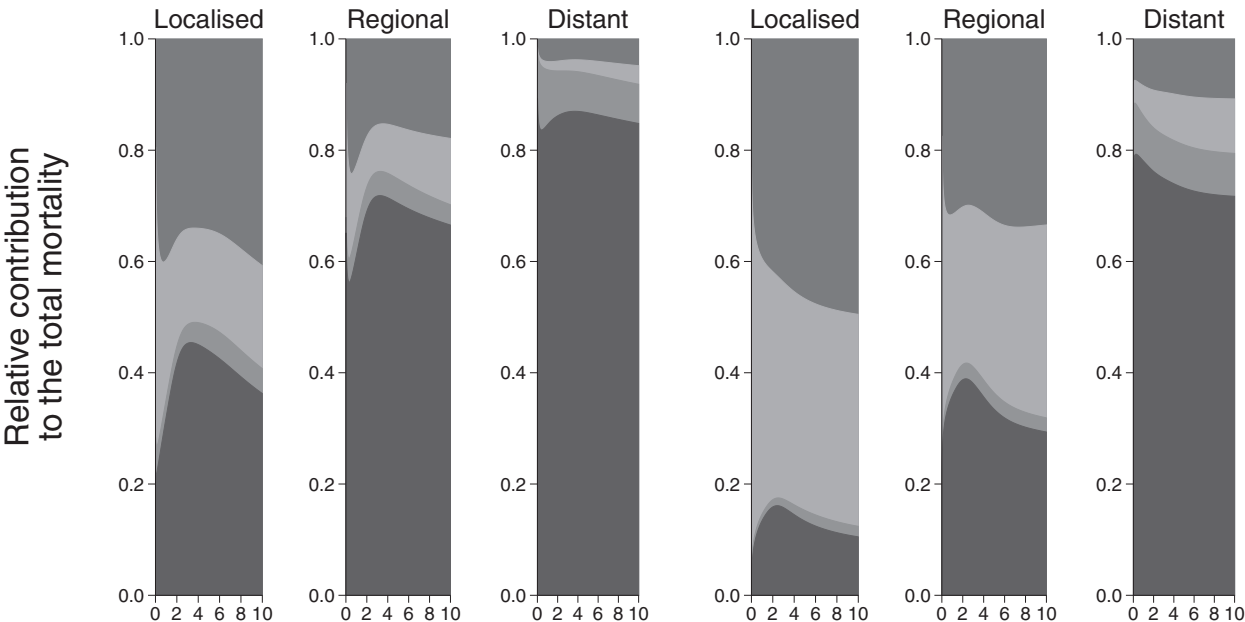 Relative contribution
to the total mortality
Localised Regional Distant Localised Regional Distant
1.0 1.0 1.0 1.0 1.0 1.0
0.8 0.8 0.8 0.8 0.8 0.8
0.6 0.6 0.6 0.6 0.6 0.6
0.4 0.4 0.4 0.4 0.4 0.4
0.2 0.2 0.2 0.2 0.2 0.2
0.0 0.0 0.0 0.0 0.0 0.0
0 2 4 6 8 10 0 2 4 6 8 10 0 2 4 6 8 10 0 2 4 6 8 10 0 2 4 6 8 10 0 2 4 6 8 10